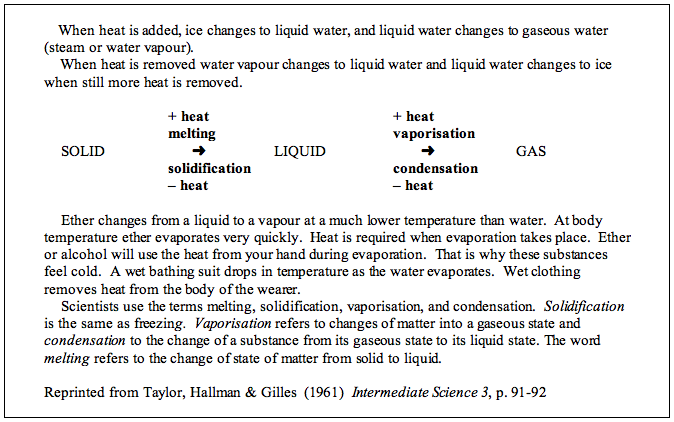 When heat is added, ice changes to liquid water, and liquid water changes to gaseous water
(steam or water vapour).
When heat is removed water vapour changes to liquid water and liquid water changes to ice
when still more heat is removed.
+ heat + heat
melting vaporisation
SOLID ➔ LIQUID ➔ GAS
solidification condensation
– heat – heat
Ether changes from a liquid to a vapour at a much lower temperature than water. At body
temperature ether evaporates very quickly. Heat is required when evaporation takes place. Ether
or alcohol will use the heat from your hand during evaporation. That is why these substances
feel cold. A wet bathing suit drops in temperature as the water evaporates. Wet clothing
removes heat from the body of the wearer.
Scientists use the terms melting, solidification, vaporisation, and condensation. Solidification
is the same as freezing. Vaporisation refers to changes of matter into a gaseous state and
condensation to the change of a substance from its gaseous state to its liquid state. The word
melting refers to the change of state of matter from solid to liquid.
Reprinted from Taylor, Hallman & Gilles (1961) Intermediate Science 3, p. 91-92